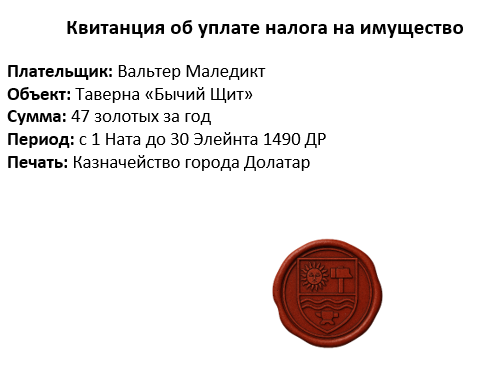 Квитанция об уплате налога на имущество
Плательщик: Вальтер Маледикт
Объект: Таверна «Бычий Щит»
Сумма: 47 золотых за год
Период: с 1 Ната до 30 Элейнта 1490 ДР
Печать: Казначейство города Долатар